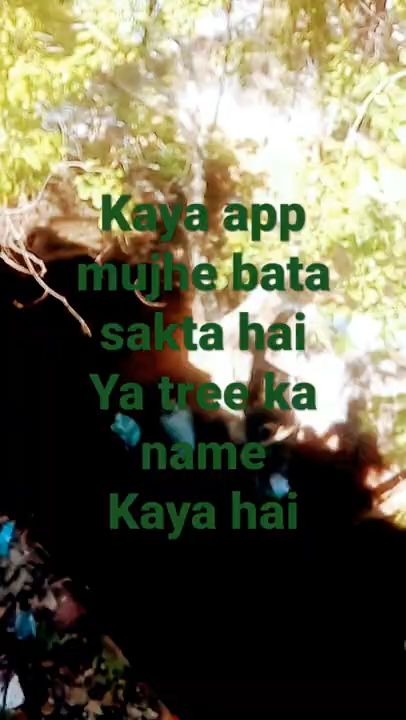 Kaya app
mujhe bata
sakta hai
Ya tree ka
name
Kaya hai